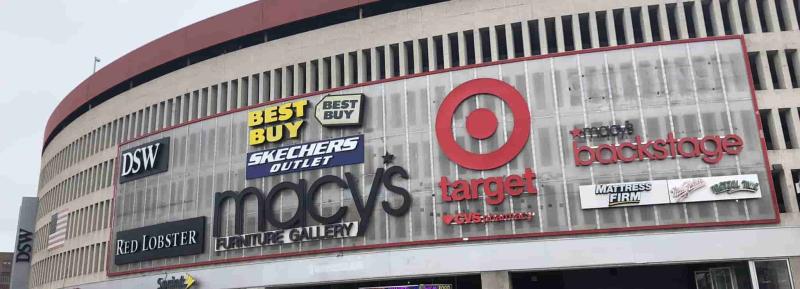 DSW
BEST
BUY
BEST
BUY
SKECHERS
OUTLET
macy's
FURNITURE GALLERY
RED LOBSTER
target
CVS pharmacy
macy's
backstage
MATTRESS
FIRM
DSW
Sprint